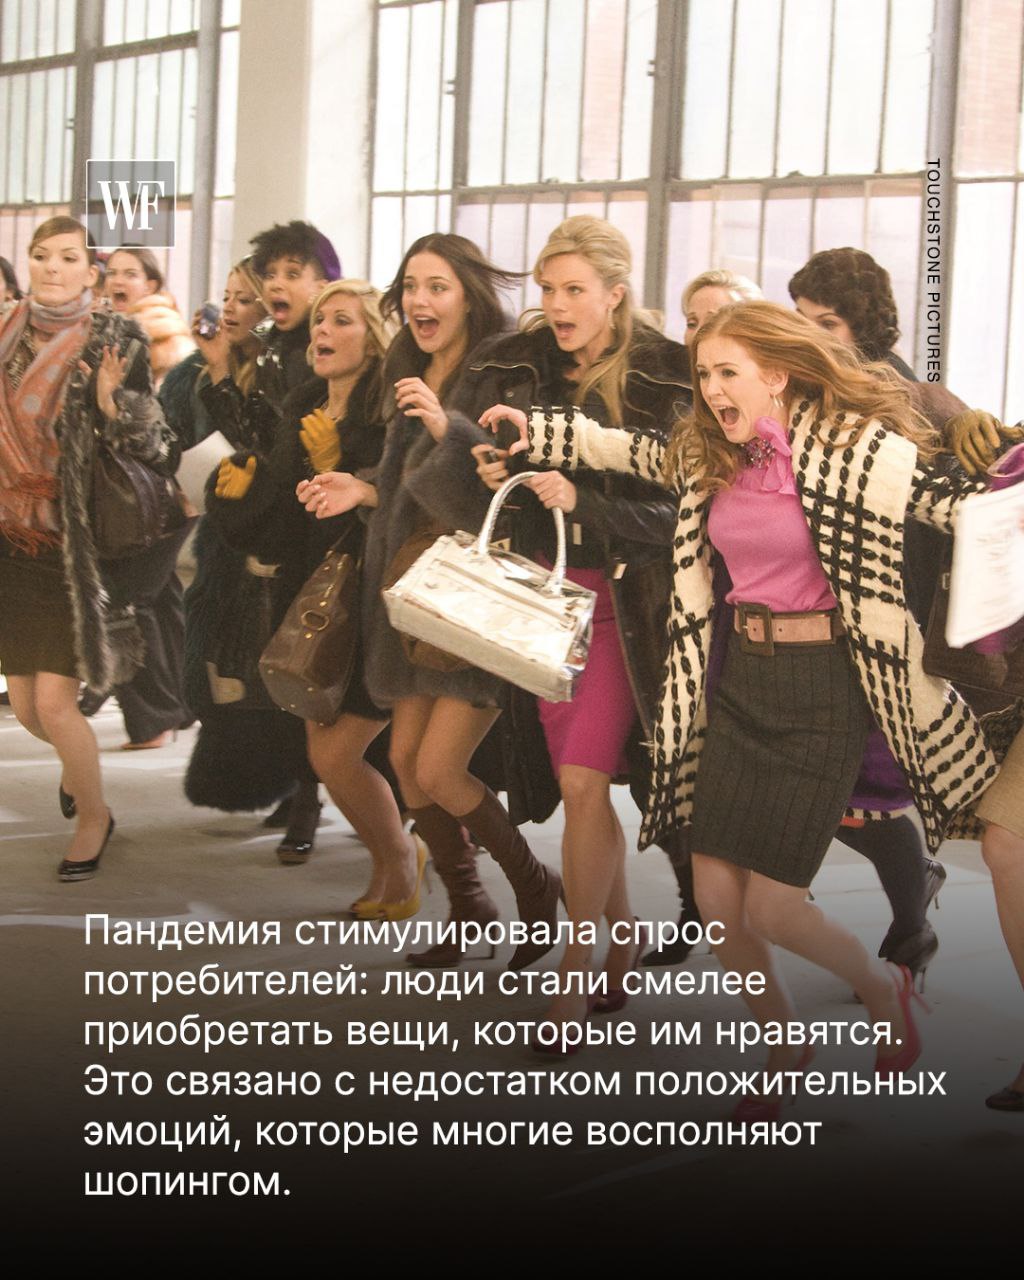 WF
TOUCHSTONE PICTURES
Пандемия стимулировала спрос
потребителей: люди стали смелее
приобретать вещи, которые им нравятся.
Это связано с недостатком положительных
эмоций, которые многие восполняют
шопингом.